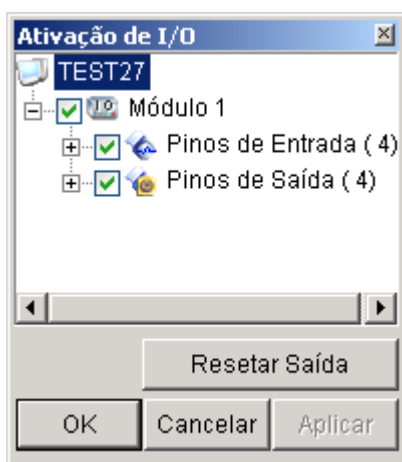 Ativação de I/O
TEST27
Módulo 1
Pinos de Entrada ( 4)
Pinos de Saída ( 4)
Resetar Saída
OK Cancelar Aplicar